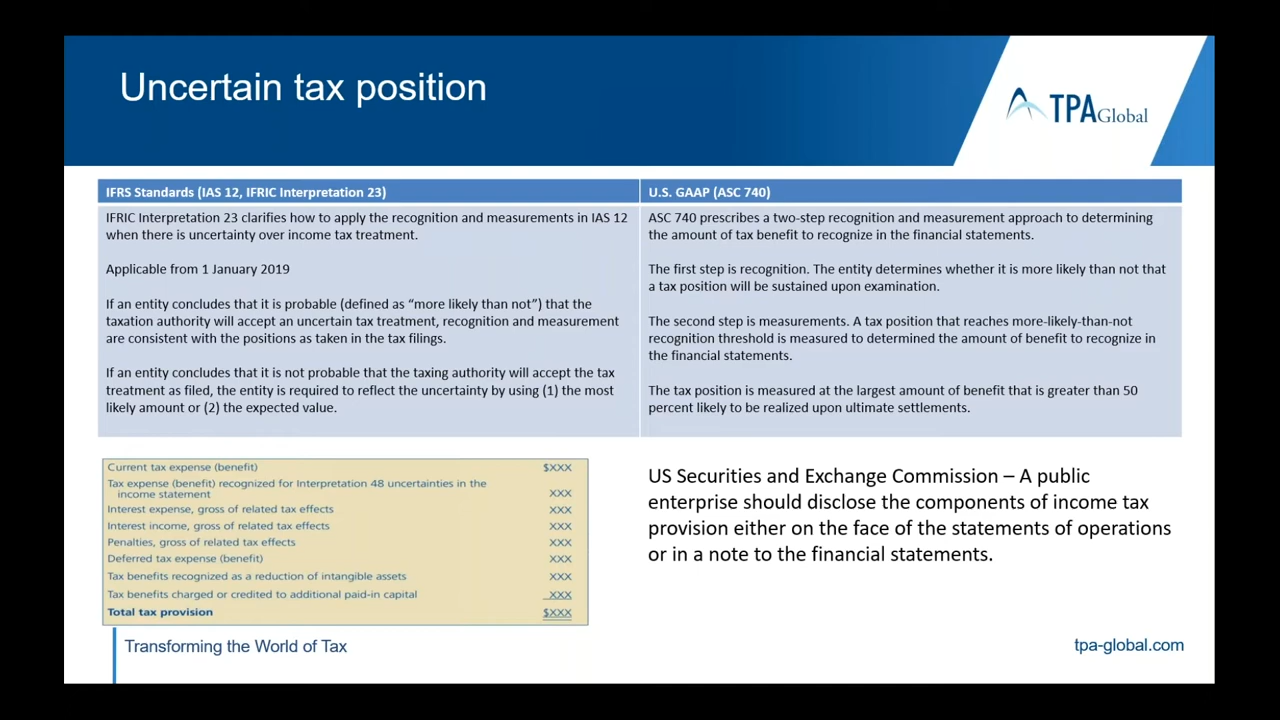 Uncertain tax position
TPAGlobal
IFRS Standards (IAS 12, IFRIC Interpretation 23)
IFRIC Interpretation 23 clarifies how to apply the recognition and measurements in IAS 12
when there is uncertainty over income tax treatment.
Applicable from 1 January 2019
If an entity concludes that it is probable (defined as “more likely than not”) that the
taxation authority will accept an uncertain tax treatment, recognition and measurement
are consistent with the positions as taken in the tax filings.
If an entity concludes that it is not probable that the taxing authority will accept the tax
treatment as filed, the entity is required to reflect the uncertainty by using (1) the most
likely amount or (2) the expected value.
U.S. GAAP (ASC 740)
ASC 740 prescribes a two-step recognition and measurement approach to determining
the amount of tax benefit to recognize in the financial statements.
The first step is recognition. The entity determines whether it is more likely than not that
a tax position will be sustained upon examination.
The second step is measurements. A tax position that reaches more-likely-than-not
recognition threshold is measured to determined the amount of benefit to recognize in
the financial statements.
The tax position is measured at the largest amount of benefit that is greater than 50
percent likely to be realized upon ultimate settlements.
Current tax expense (benefit) $XXX
Tax expense (benefit) recognized for Interpretation 48 uncertainties in the
income statement XXX
Interest expense, gross of related tax effects XXX
Interest income, gross of related tax effects XXX
Penalties, gross of related tax effects XXX
Deferred tax expense (benefit) XXX
Tax benefits recognized as a reduction of intangible assets XXX
Tax benefits charged or credited to additional paid-in capital XXX
Total tax provision $XXX
US Securities and Exchange Commission – A public
enterprise should disclose the components of income tax
provision either on the face of the statements of operations
or in a note to the financial statements.
Transforming the World of Tax
tpa-global.com